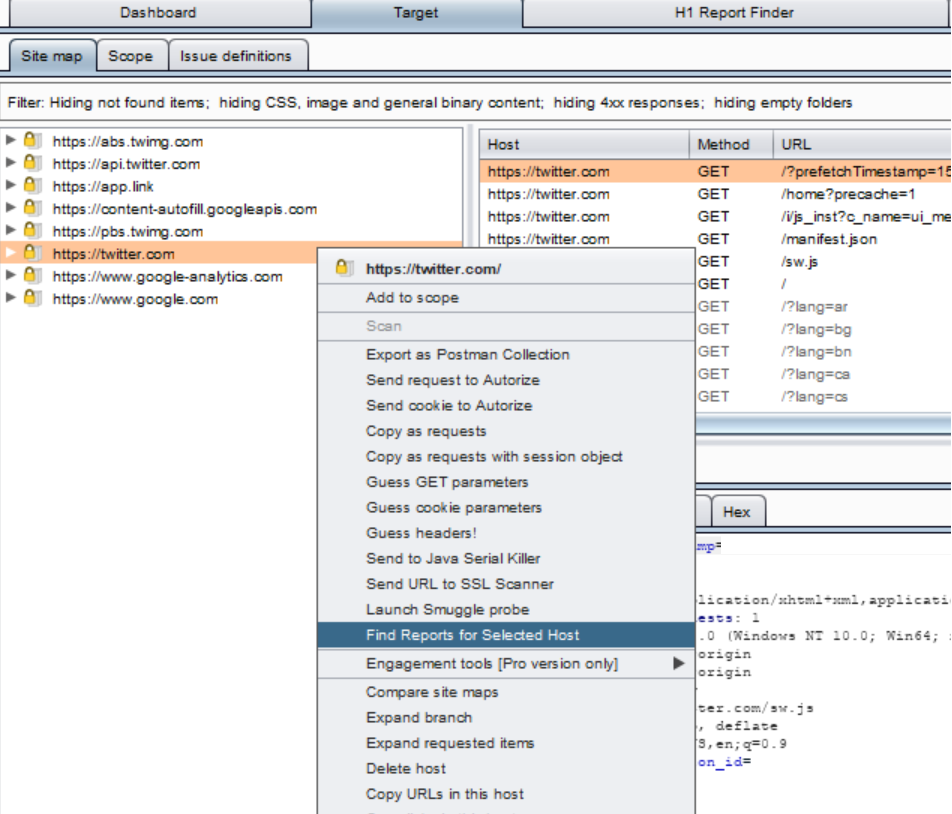 Dashboard Target H1 Report Finder
Site map Scope Issue definitions
Filter: Hiding not found items; hiding CSS, image and general binary content; hiding 4xx responses; hiding empty folders
https://abs.twimg.com
https://api.twitter.com
https://app.link
https://content-autofill.googleapis.com
https://pbs.twimg.com
https://twitter.com
https://www.google-analytics.com
https://www.google.com
Host Method URL
https://twitter.com GET /?prefetchTimestamp=15
https://twitter.com GET /home?precache=1
https://twitter.com GET /i/js_inst?c_name=ui_me
https://twitter.com GET /manifest.json
GET /sw.js
GET /
GET /?lang=ar
GET /?lang=bg
GET /?lang=bn
GET /?lang=ca
GET /?lang=cs
https://twitter.com/
Add to scope
Scan
Export as Postman Collection
Send request to Autorize
Send cookie to Autorize
Copy as requests
Copy as requests with session object
Guess GET parameters
Guess cookie parameters
Guess headers!
Send to Java Serial Killer
Send URL to SSL Scanner
Launch Smuggle probe
Find Reports for Selected Host
Engagement tools [Pro version only]
Compare site maps
Expand branch
Expand requested items
Delete host
Copy URLs in this host
Hex
mp=
lication/xhtml+xml,applicati
ests: 1
.0 (Windows NT 10.0; Win64;
origin
origin
ter.com/sw.js
, deflate
S,en;q=0.9
on_id=